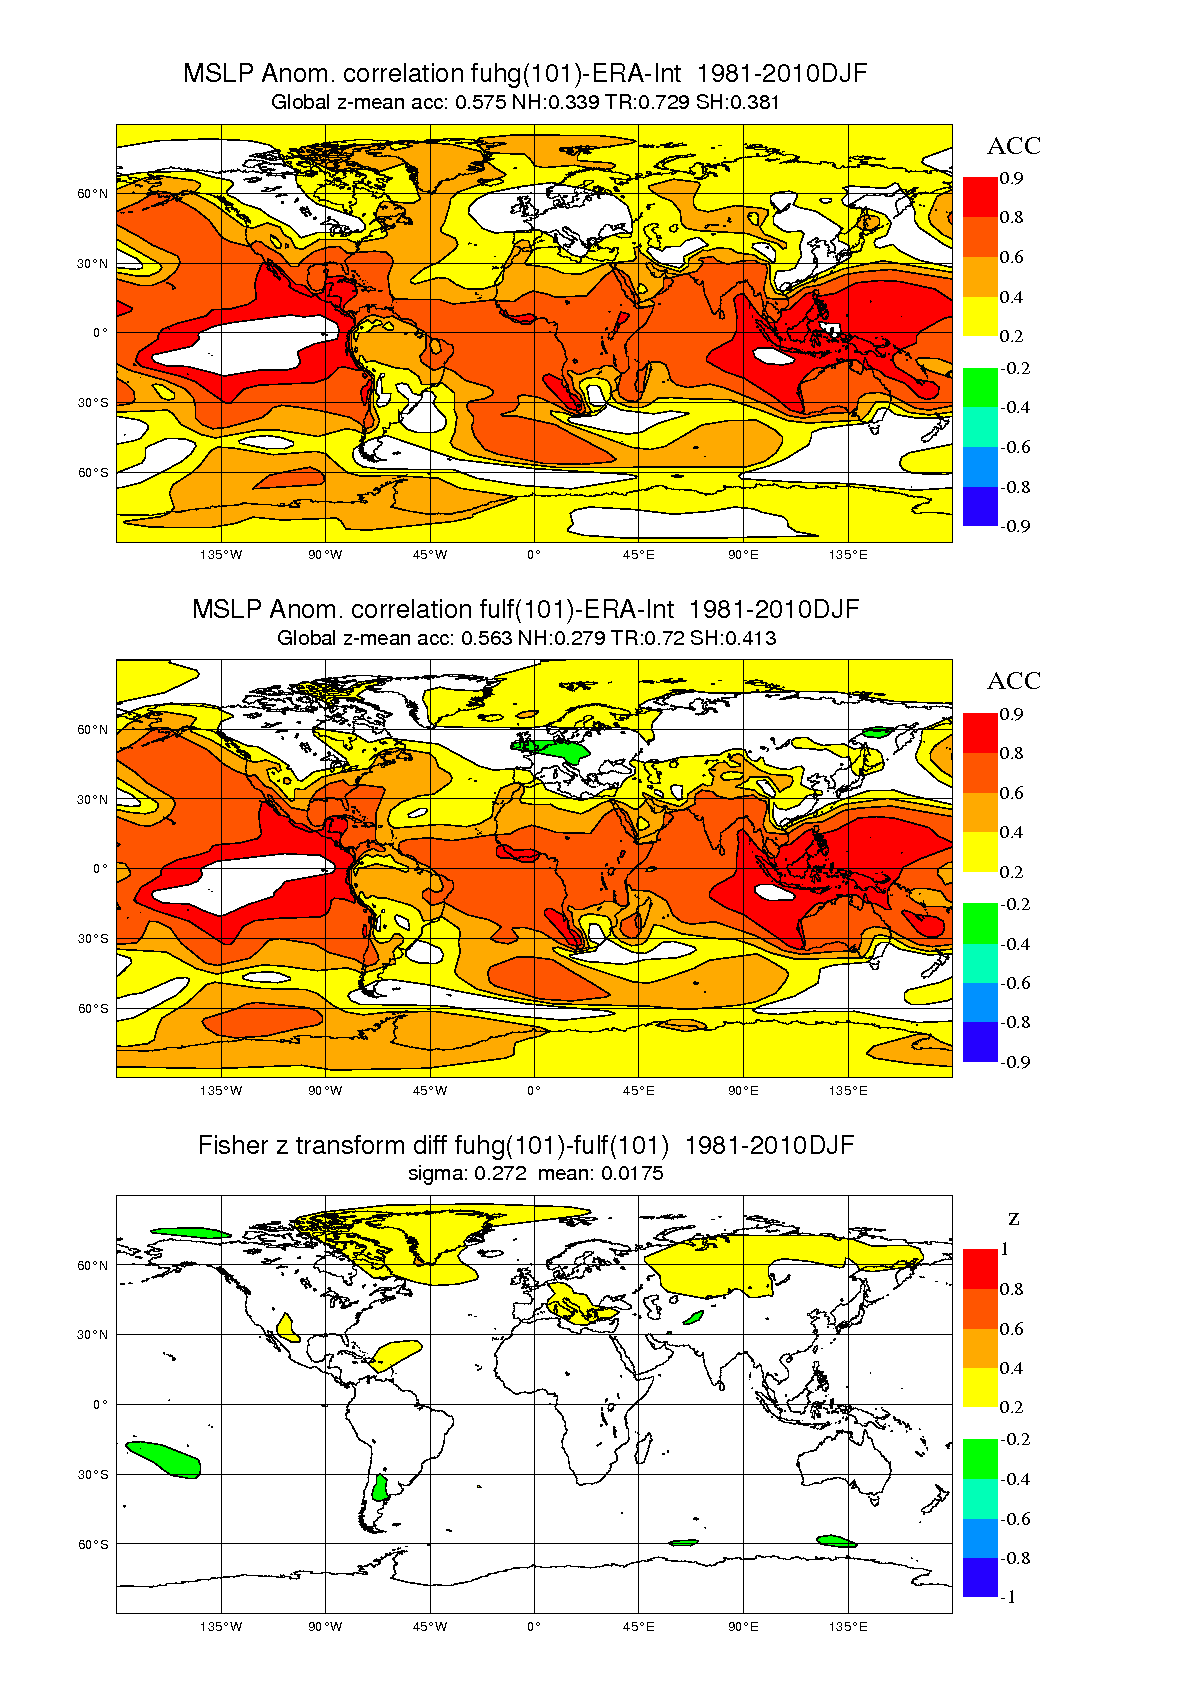 MSLP Anom. correlation fuhg(101)-ERA-Int  1981-2010DJF
Global z-mean acc: 0.575 NH:0.339 TR:0.729 SH:0.381
ACC
0.9
0.8
0.6
0.4
0.2
-0.2
-0.4
-0.6
-0.8
-0.9
60°N
30°N
0°
30°S
60°S
135°W 90°W 45°W 0° 45°E 90°E 135°E
MSLP Anom. correlation fulf(101)-ERA-Int  1981-2010DJF
Global z-mean acc: 0.563 NH:0.279 TR:0.72 SH:0.413
ACC
0.9
0.8
0.6
0.4
0.2
-0.2
-0.4
-0.6
-0.8
-0.9
60°N
30°N
0°
30°S
60°S
135°W 90°W 45°W 0° 45°E 90°E 135°E
Fisher z transform diff fuhg(101)-fulf(101)  1981-2010DJF
sigma: 0.272  mean: 0.0175
z
1
0.8
0.6
0.4
0.2
-0.2
-0.4
-0.6
-0.8
-1
60°N
30°N
0°
30°S
60°S
135°W 90°W 45°W 0° 45°E 90°E 135°E